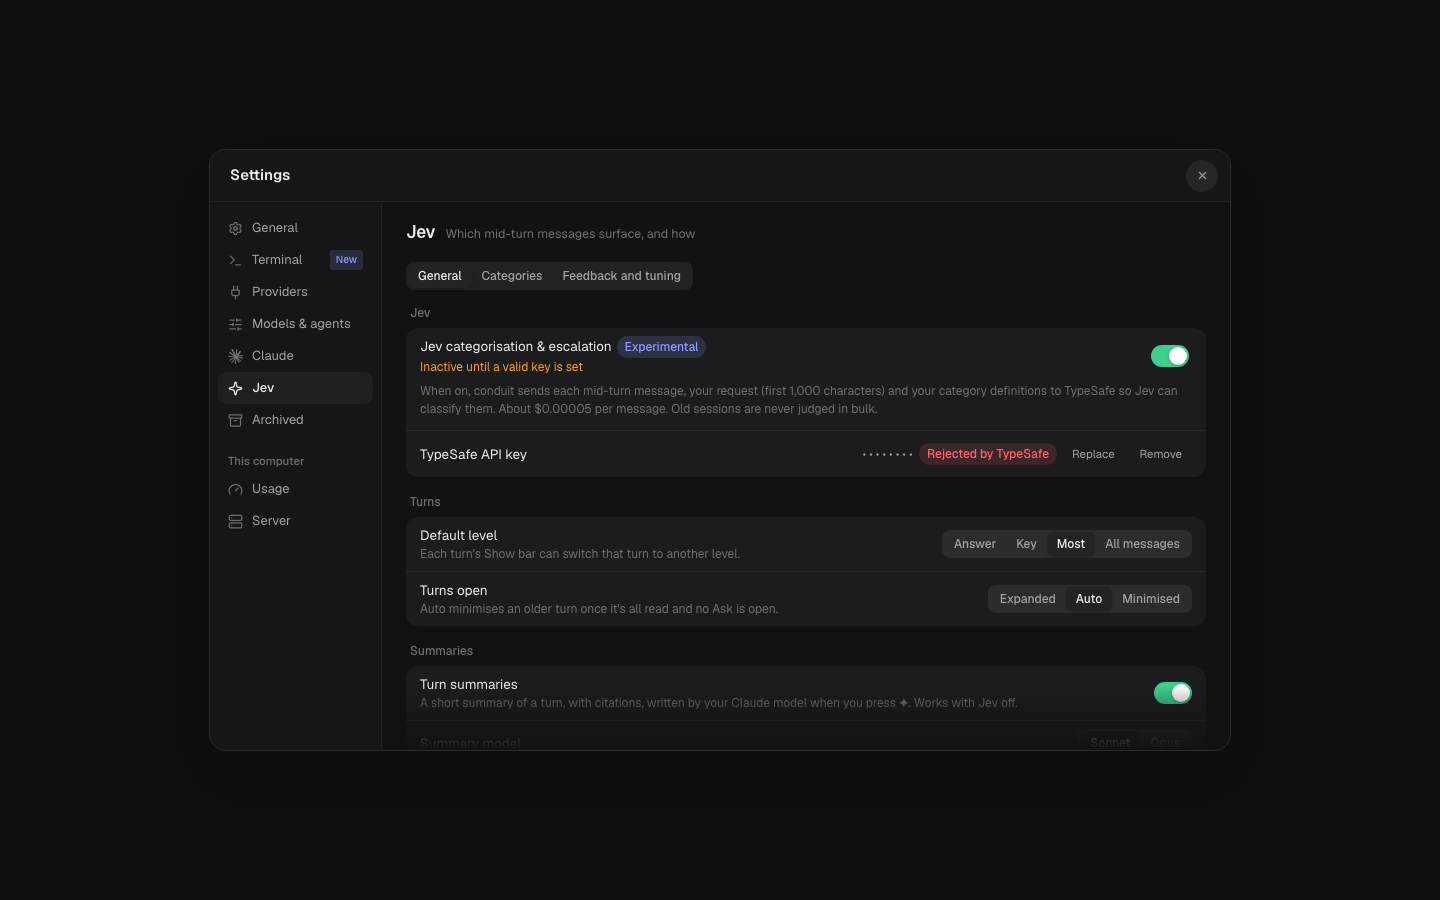 Settings
General
Terminal New
Providers
Models & agents
Claude
Jev
Archived
This computer
Usage
Server
Jev Which mid-turn messages surface, and how
General Categories Feedback and tuning
Jev
Jev categorisation & escalation Experimental
Inactive until a valid key is set
When on, conduit sends each mid-turn message, your request (first 1,000 characters) and your category definitions to TypeSafe so Jev can
classify them. About $0.00005 per message. Old sessions are never judged in bulk.
TypeSafe API key ········ Rejected by TypeSafe Replace Remove
Turns
Default level
Each turn's Show bar can switch that turn to another level.
Answer Key Most All messages
Turns open
Auto minimises an older turn once it's all read and no Ask is open.
Expanded Auto Minimised
Summaries
Turn summaries
A short summary of a turn, with citations, written by your Claude model when you press ✦. Works with Jev off.
Summary model Sonnet Opus